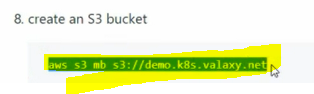 8. create an S3 bucket
aws s3 mb s3://demo.k8s.valaxy.net